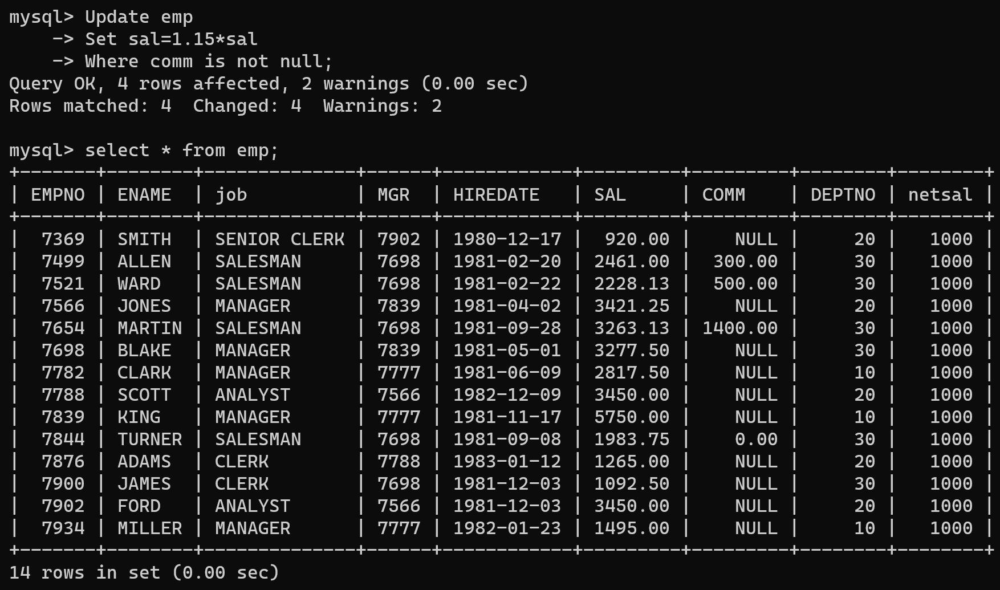 mysql> Update emp
    -> Set sal=1.15*sal
    -> Where comm is not null;
Query OK, 4 rows affected, 2 warnings (0.00 sec)
Rows matched: 4  Changed: 4  Warnings: 2

mysql> select * from emp;
+-------+--------+--------------+------+------------+---------+---------+--------+--------+
| EMPNO | ENAME  | job          | MGR  | HIREDATE   | SAL     | COMM    | DEPTNO | netsal |
+-------+--------+--------------+------+------------+---------+---------+--------+--------+
|  7369 | SMITH  | SENIOR CLERK | 7902 | 1980-12-17 |  920.00 |    NULL |     20 |   1000 |
|  7499 | ALLEN  | SALESMAN     | 7698 | 1981-02-20 | 2461.00 |  300.00 |     30 |   1000 |
|  7521 | WARD   | SALESMAN     | 7698 | 1981-02-22 | 2228.13 |  500.00 |     30 |   1000 |
|  7566 | JONES  | MANAGER      | 7839 | 1981-04-02 | 3421.25 |    NULL |     20 |   1000 |
|  7654 | MARTIN | SALESMAN     | 7698 | 1981-09-28 | 3263.13 | 1400.00 |     30 |   1000 |
|  7698 | BLAKE  | MANAGER      | 7839 | 1981-05-01 | 3277.50 |    NULL |     30 |   1000 |
|  7782 | CLARK  | MANAGER      | 7777 | 1981-06-09 | 2817.50 |    NULL |     10 |   1000 |
|  7788 | SCOTT  | ANALYST      | 7566 | 1982-12-09 | 3450.00 |    NULL |     20 |   1000 |
|  7839 | KING   | MANAGER      | 7777 | 1981-11-17 | 5750.00 |    NULL |     10 |   1000 |
|  7844 | TURNER | SALESMAN     | 7698 | 1981-09-08 | 1983.75 |    0.00 |     30 |   1000 |
|  7876 | ADAMS  | CLERK        | 7788 | 1983-01-12 | 1265.00 |    NULL |     20 |   1000 |
|  7900 | JAMES  | CLERK        | 7698 | 1981-12-03 | 1092.50 |    NULL |     30 |   1000 |
|  7902 | FORD   | ANALYST      | 7566 | 1981-12-03 | 3450.00 |    NULL |     20 |   1000 |
|  7934 | MILLER | MANAGER      | 7777 | 1982-01-23 | 1495.00 |    NULL |     10 |   1000 |
+-------+--------+--------------+------+------------+---------+---------+--------+--------+
14 rows in set (0.00 sec)